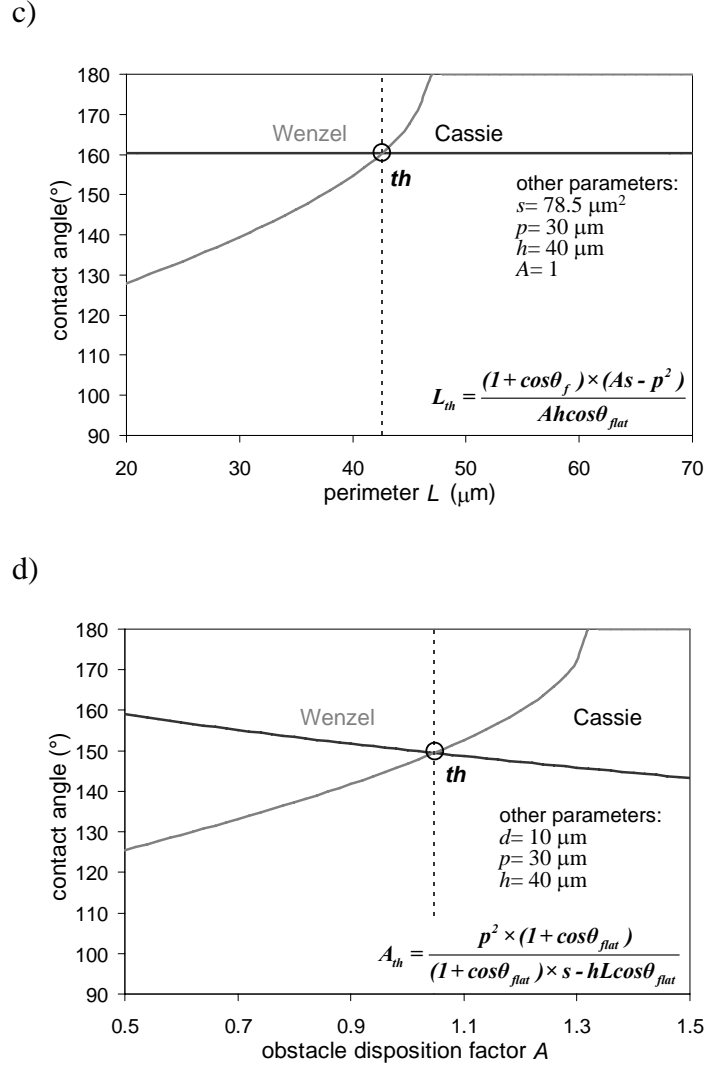 c)
180
170
160
150
140
130
120
110
100
90
contact angle(°)
Wenzel
Cassie
th
other parameters:
s= 78.5 μm²
p= 30 μm
h= 40 μm
A= 1
L_th = (1+cosθ_f )×(As - p² ) / Ahcosθ_flat
20 30 40 50 60 70
perimeter L (μm)
d)
180
170
160
150
140
130
120
110
100
90
contact angle (°)
Wenzel
Cassie
th
other parameters:
d= 10 μm
p= 30 μm
h= 40 μm
A_th = p² ×(1+cosθ_flat ) / (1+cosθ_flat )× s - hLcosθ_flat
0.5 0.7 0.9 1.1 1.3 1.5
obstacle disposition factor A